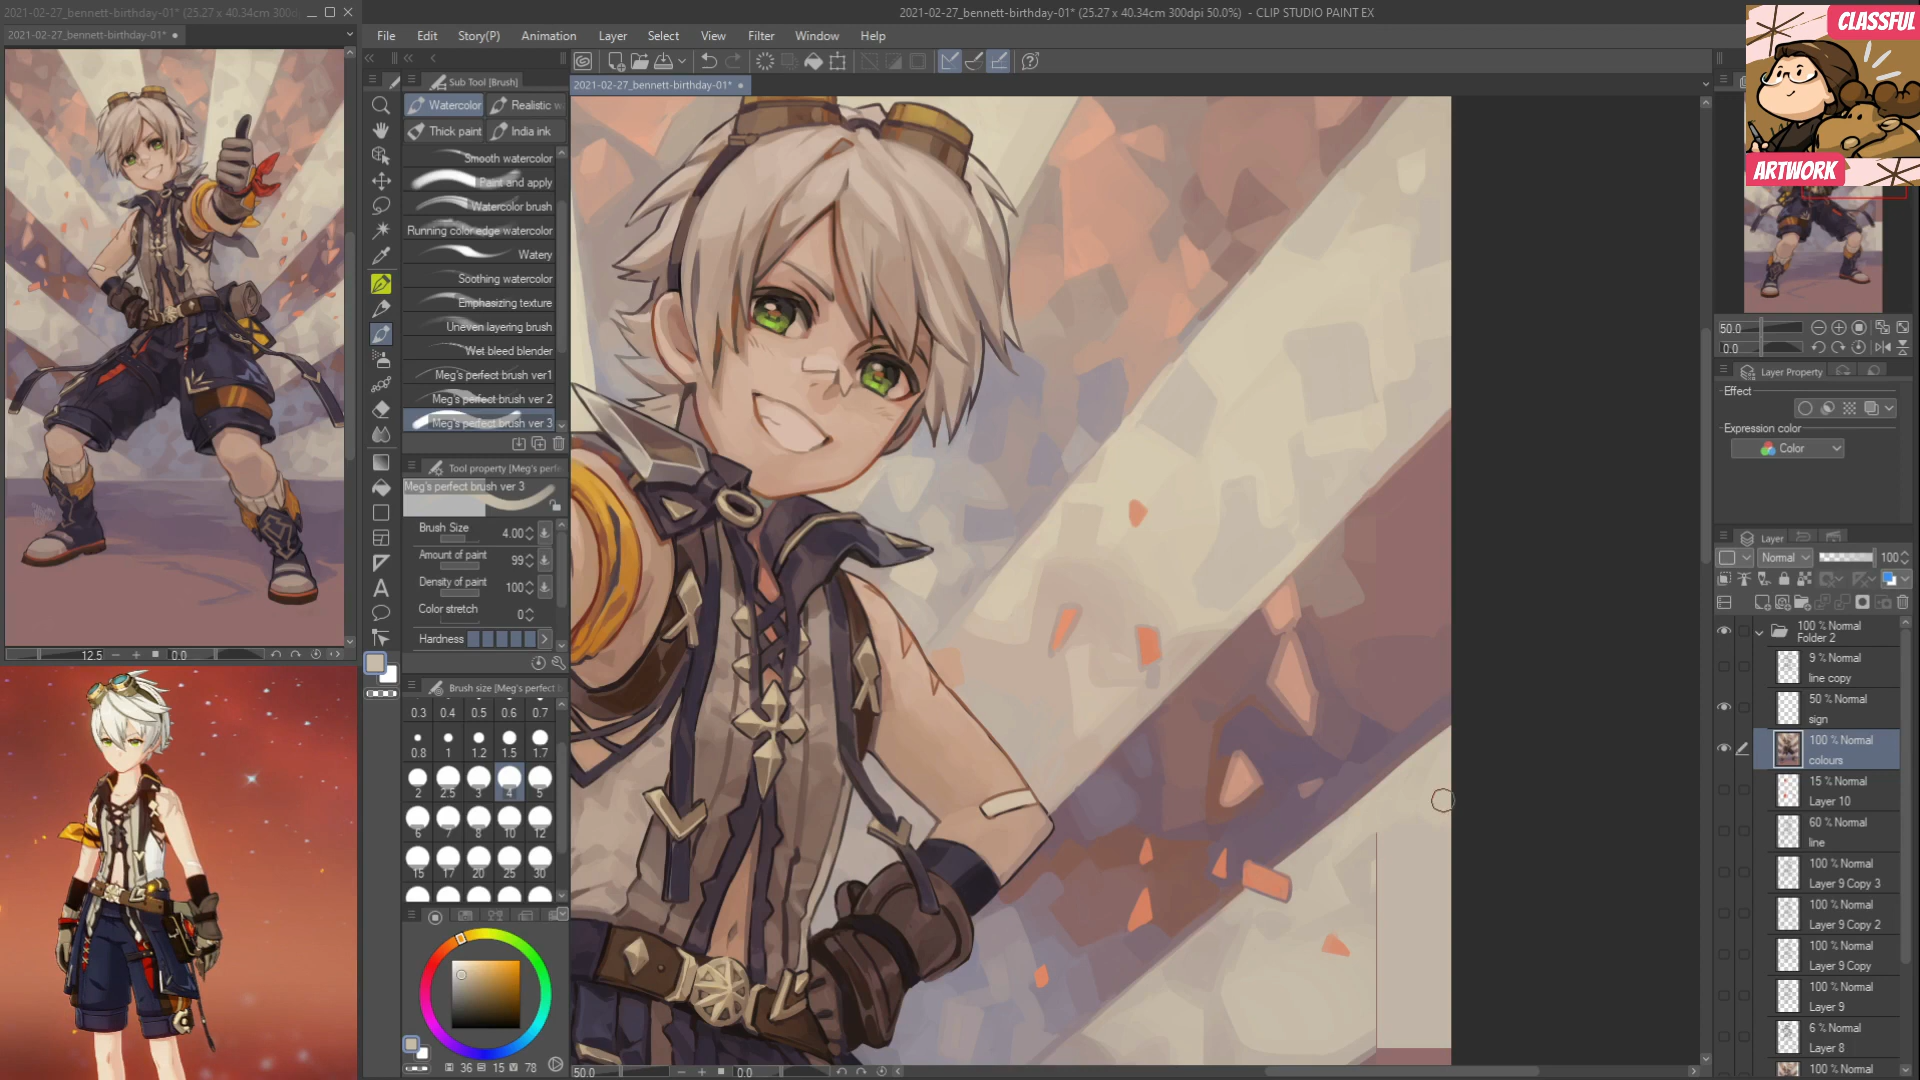 2021-02-27_bennett-birthday-01* (25.27 x 40.34cm 300d
2021-02-27_bennett-birthday-01*
12.5
0.0
2021-02-27_bennett-birthday-01* (25.27 x 40.34cm 300dpi 50.0%) - CLIP STUDIO PAINT EX
File Edit Story(P) Animation Layer Select View Filter Window Help
2021-02-27_bennett-birthday-01*
Sub Tool [Brush]
Watercolor
Realistic w
Thick paint
India ink
Smooth watercolor
Paint and apply
Watercolor brush
Running color edge watercolor
Watery
Soothing watercolor
Emphasizing texture
Uneven layering brush
Wet bleed blender
Meg's perfect brush ver1
Meg's perfect brush ver 2
Meg's perfect brush ver 3
Tool property [Meg's perfe
Meg's perfect brush ver 3
Brush Size 4.00
Amount of paint 99
Density of paint 100
Color stretch 0
Hardness
Brush size [Meg's perfect b
0.3 0.4 0.5 0.6 0.7
0.8 1 1.2 1.5 1.7
2 2.5 3 4 5
6 7 8 10 12
15 17 20 25 30
36 15 78
50.0
0.0
CLASSFUL
ARTWORK
50.0
0.0
Layer Property
Effect
Expression color
Color
Layer
Normal 100
100 % Normal
Folder 2
9 % Normal
line copy
50 % Normal
sign
100 % Normal
colours
15 % Normal
Layer 10
60 % Normal
line
100 % Normal
Layer 9 Copy 3
100 % Normal
Layer 9 Copy 2
100 % Normal
Layer 9 Copy
100 % Normal
Layer 9
6 % Normal
Layer 8
100 % Normal